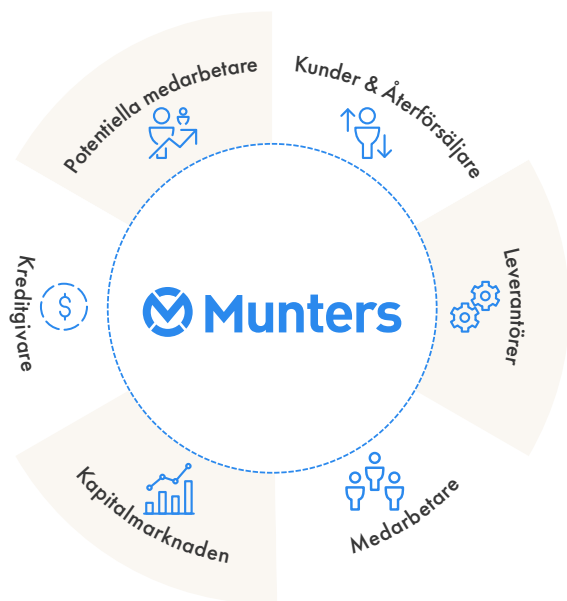 Potentiella medarbetare
Kunder & Återförsäljare
Leverantörer
Medarbetare
Kapitalmarknaden
Kreditgivare
Munters